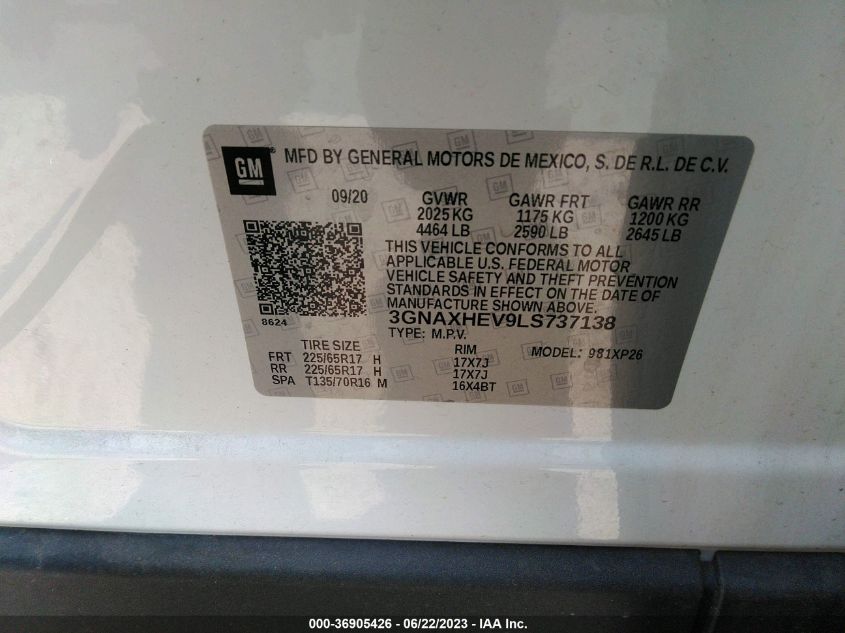 GM ® MFD BY GENERAL MOTORS DE MEXICO, S. DE R.L. DE C.V.
09/20 GVWR GAWR FRT GAWR RR
2025 KG 1175 KG 1200 KG
4464 LB 2590 LB 2645 LB
THIS VEHICLE CONFORMS TO ALL
APPLICABLE U.S. FEDERAL MOTOR
VEHICLE SAFETY AND THEFT PREVENTION
STANDARDS IN EFFECT ON THE DATE OF
MANUFACTURE SHOWN ABOVE.
8624 3GNAXHEV9LS737138
TYPE: M.P.V.
TIRE SIZE RIM MODEL: 981XP26
FRT 225/65R17 H 17X7J
RR 225/65R17 H 17X7J
SPA T135/70R16 M 16X4BT
000-36905426 - 06/22/2023 - IAA Inc.